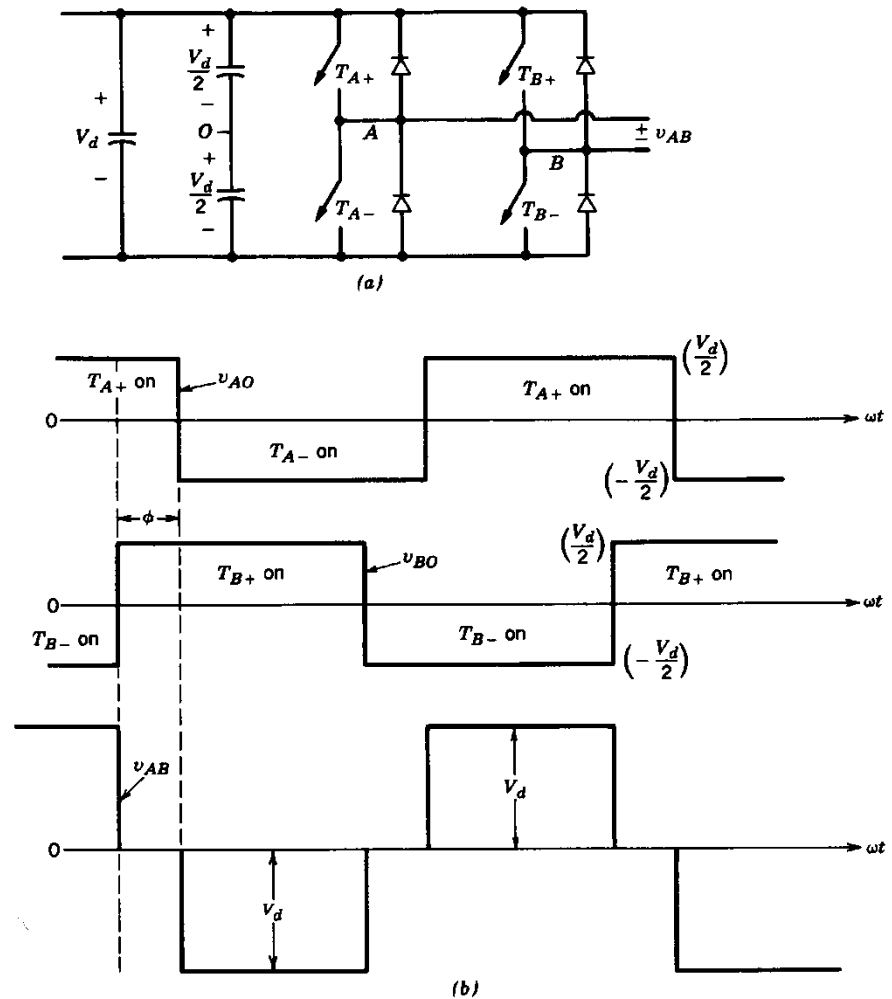 +
V_d/2
−
+
V_d
−
O
+
V_d/2
−
T_A+
T_B+
A
B
± v_AB
T_A−
T_B−
(a)
T_A+ on
v_AO
T_A+ on
(V_d/2)
0
ωt
T_A− on
(− V_d/2)
ϕ
(V_d/2)
T_B+ on
v_BO
T_B+ on
0
ωt
T_B− on
T_B− on
(− V_d/2)
v_AB
V_d
0
ωt
V_d
(b)